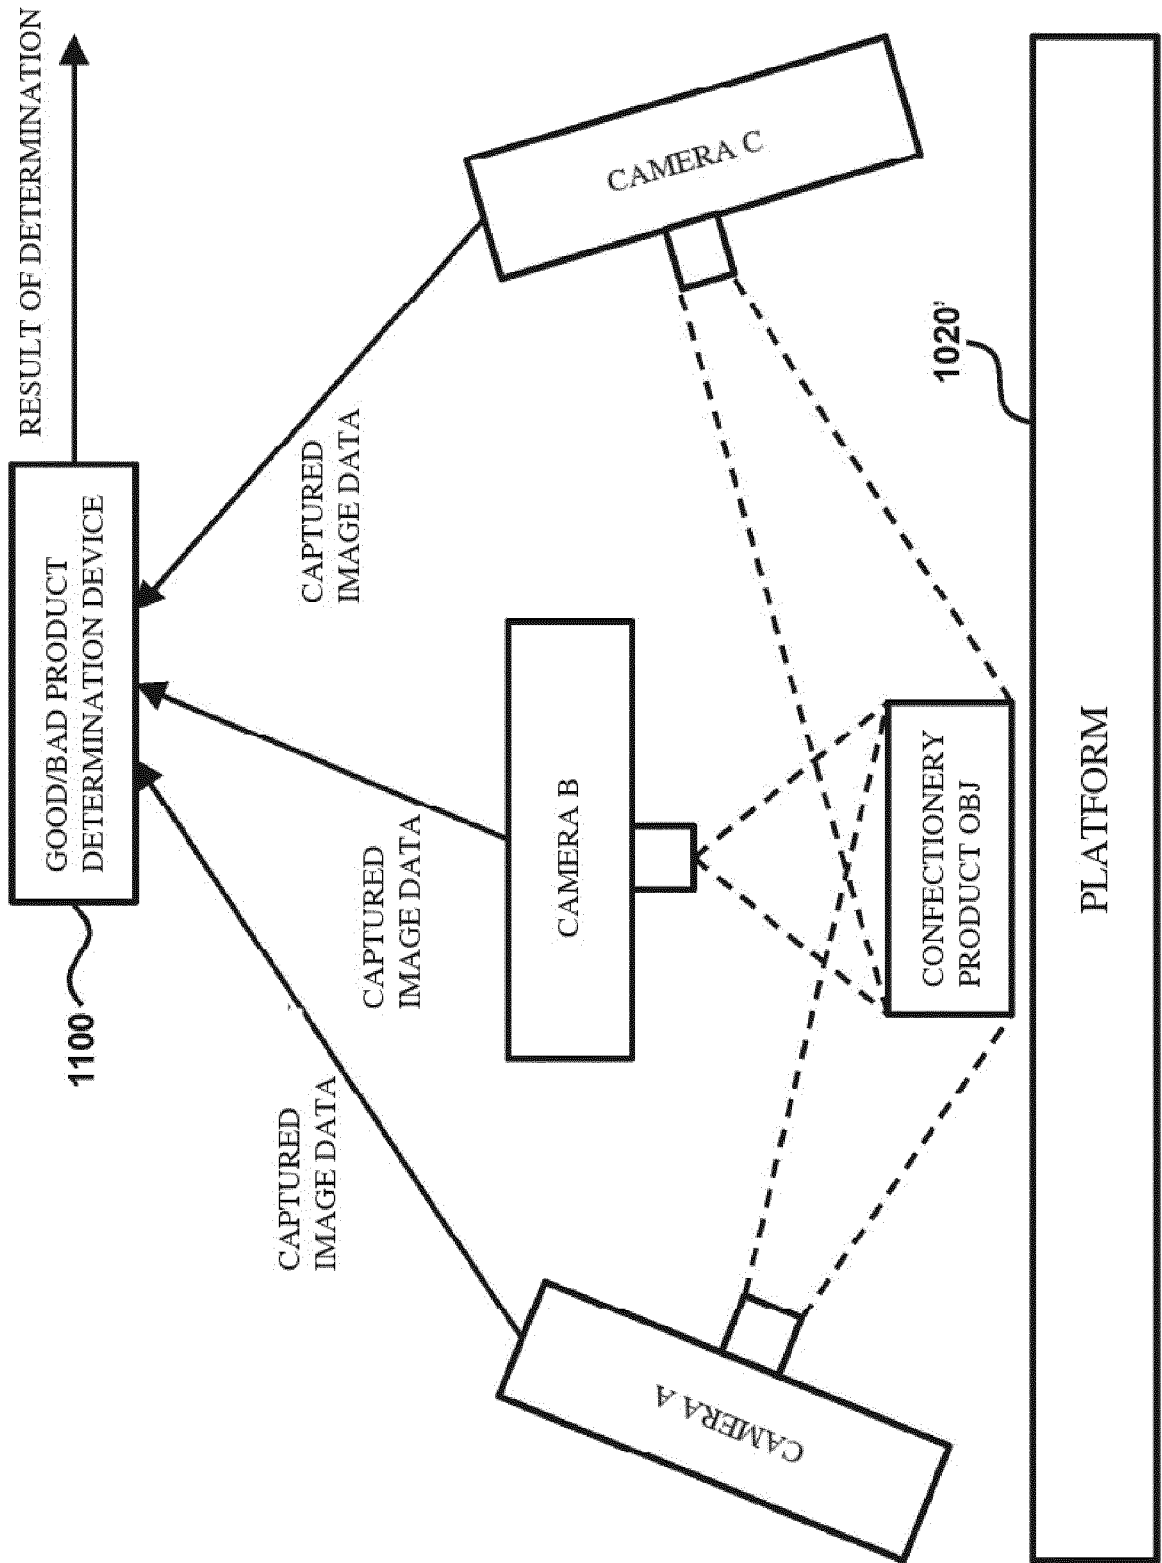 1100
GOOD/BAD PRODUCT
DETERMINATION DEVICE
RESULT OF DETERMINATION
CAPTURED
IMAGE DATA
CAPTURED
IMAGE DATA
CAPTURED
IMAGE DATA
CAMERA A
CAMERA B
CAMERA C
CONFECTIONERY
PRODUCT OBJ
1020'
PLATFORM